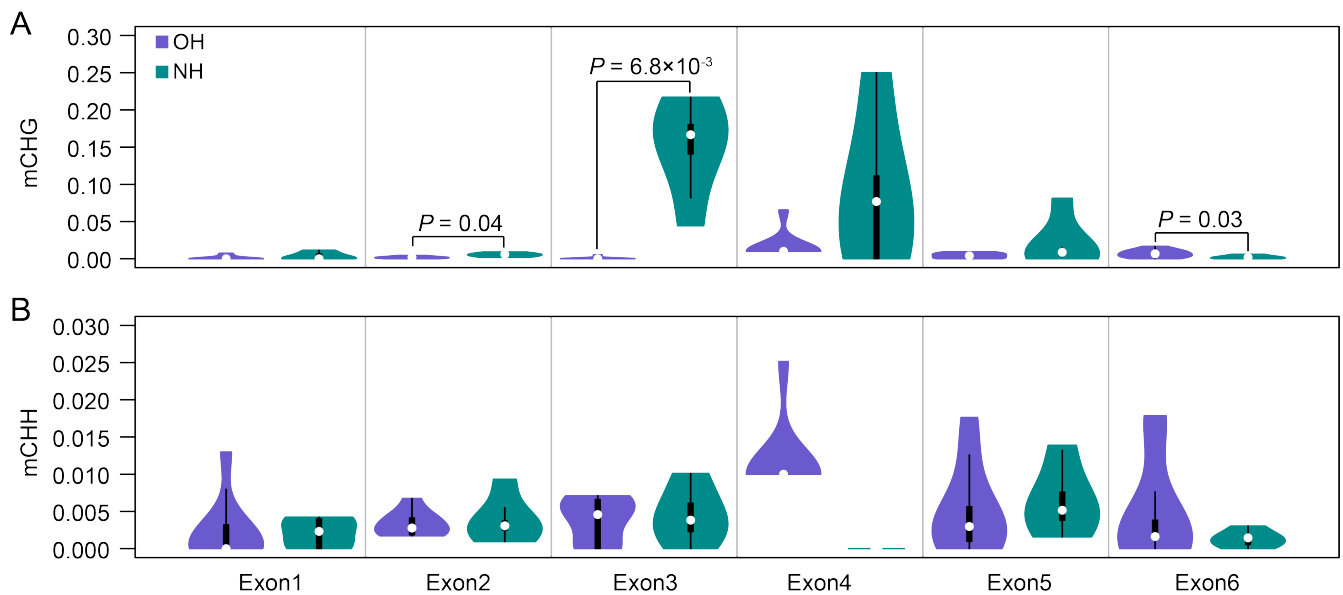 A
mCHG
0.30
0.25
0.20
0.15
0.10
0.05
0.00
OH
NH
P = 0.04
P = 6.8×10⁻³
P = 0.03
B
mCHH
0.030
0.025
0.020
0.015
0.010
0.005
0.000
Exon1 Exon2 Exon3 Exon4 Exon5 Exon6